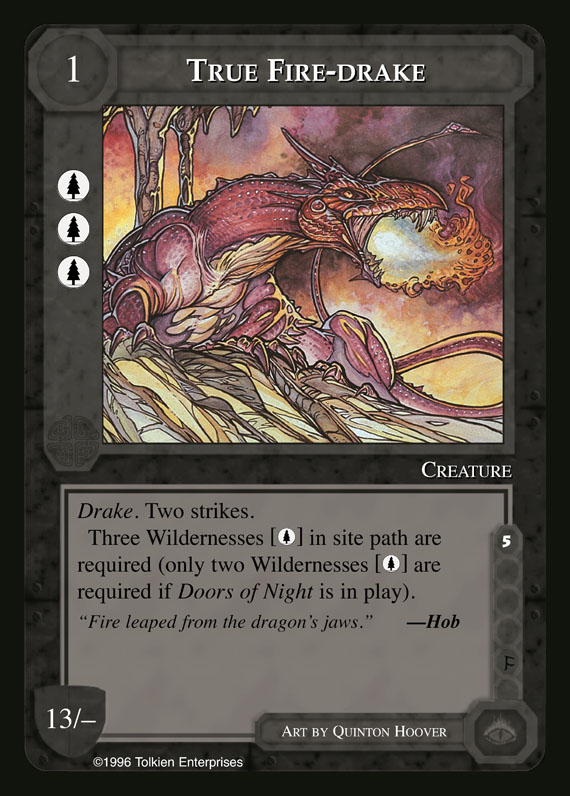 1
TRUE FIRE-DRAKE
CREATURE
Drake. Two strikes.
Three Wildernesses [] in site path are
required (only two Wildernesses [] are
required if Doors of Night is in play).
“Fire leaped from the dragon’s jaws.” —Hob
5
13/–
ART BY QUINTON HOOVER
©1996 Tolkien Enterprises